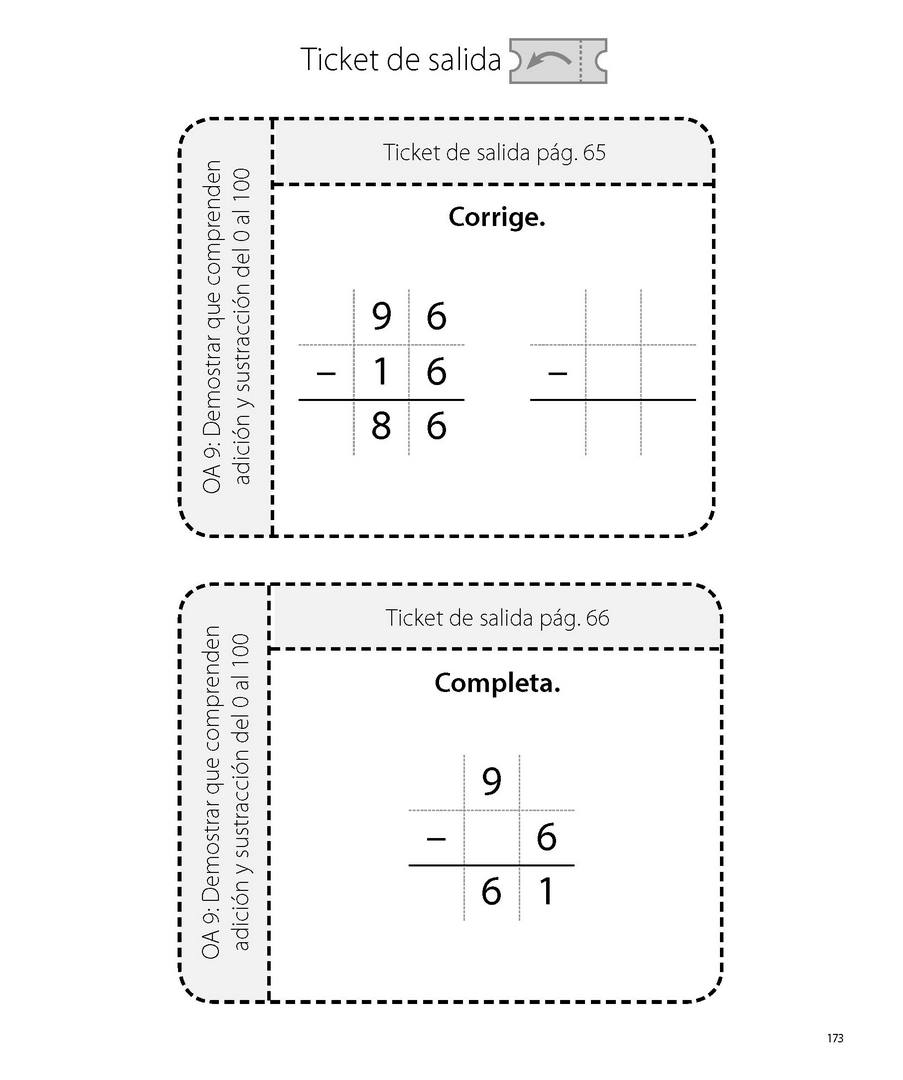 Ticket de salida
Ticket de salida pág. 65
OA 9: Demostrar que comprenden
adición y sustracción del 0 al 100
Corrige.
9 6
– 1 6
8 6
–
Ticket de salida pág. 66
OA 9: Demostrar que comprenden
adición y sustracción del 0 al 100
Completa.
9
– 6
6 1
173